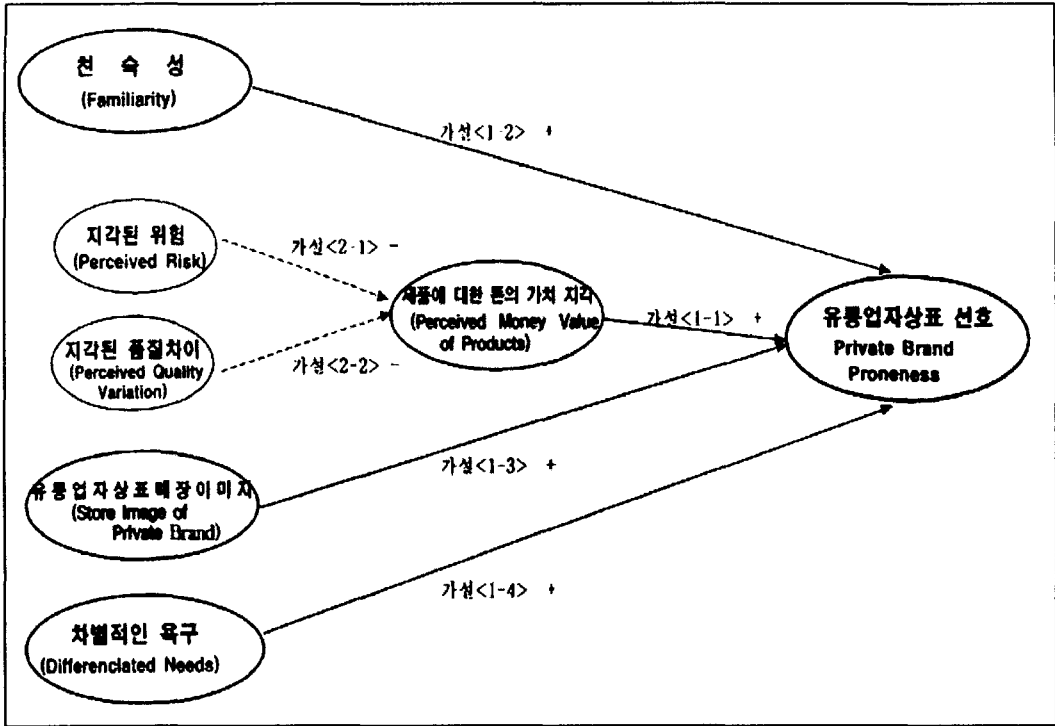 친 숙 성
(Familiarity)
가설<1-2> +
지각된 위험
(Perceived Risk)
가설<2-1> -
제품에 대한 돈의 가치 지각
(Perceived Money Value
of Products)
가설<1-1> +
유통업자상표 선호
Private Brand
Proneness
지각된 품질차이
(Perceived Quality
Variation)
가설<2-2> -
유통업자상표매장이미지
(Store Image of
Private Brand)
가설<1-3> +
가설<1-4> +
차별적인 욕구
(Differenciated Needs)